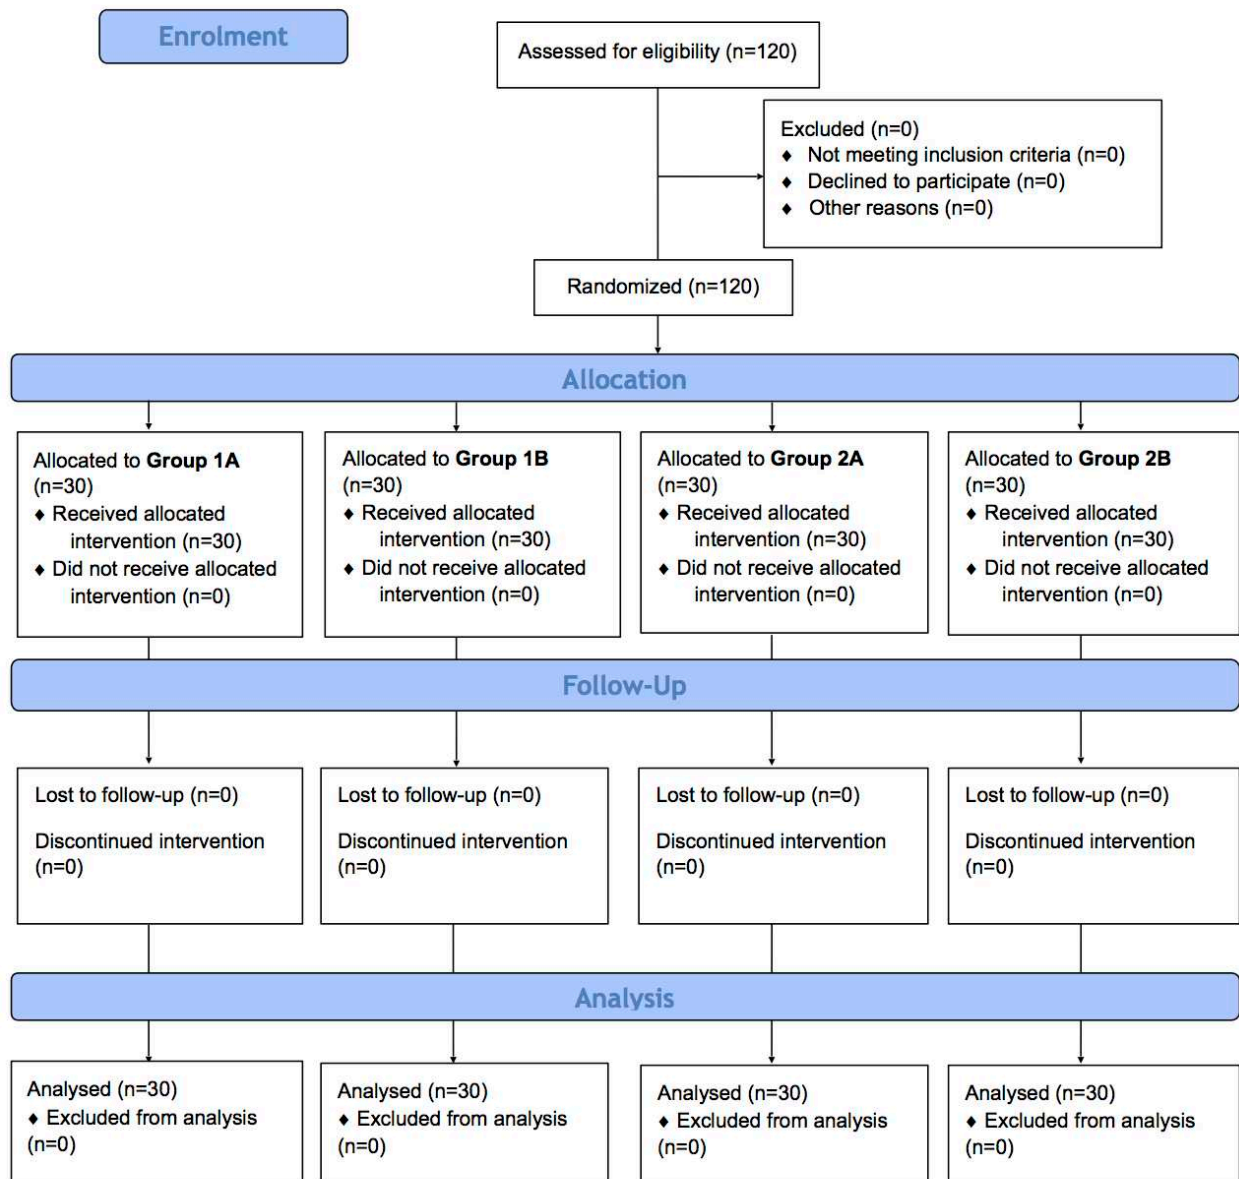 Enrolment
Assessed for eligibility (n=120)
Excluded (n=0)
♦ Not meeting inclusion criteria (n=0)
♦ Declined to participate (n=0)
♦ Other reasons (n=0)
Randomized (n=120)
Allocation
Allocated to Group 1A
(n=30)
♦ Received allocated
intervention (n=30)
♦ Did not receive allocated
intervention (n=0)
Allocated to Group 1B
(n=30)
♦ Received allocated
intervention (n=30)
♦ Did not receive allocated
intervention (n=0)
Allocated to Group 2A
(n=30)
♦ Received allocated
intervention (n=30)
♦ Did not receive allocated
intervention (n=0)
Allocated to Group 2B
(n=30)
♦ Received allocated
intervention (n=30)
♦ Did not receive allocated
intervention (n=0)
Follow-Up
Lost to follow-up (n=0)
Discontinued intervention
(n=0)
Lost to follow-up (n=0)
Discontinued intervention
(n=0)
Lost to follow-up (n=0)
Discontinued intervention
(n=0)
Lost to follow-up (n=0)
Discontinued intervention
(n=0)
Analysis
Analysed (n=30)
♦ Excluded from analysis
(n=0)
Analysed (n=30)
♦ Excluded from analysis
(n=0)
Analysed (n=30)
♦ Excluded from analysis
(n=0)
Analysed (n=30)
♦ Excluded from analysis
(n=0)